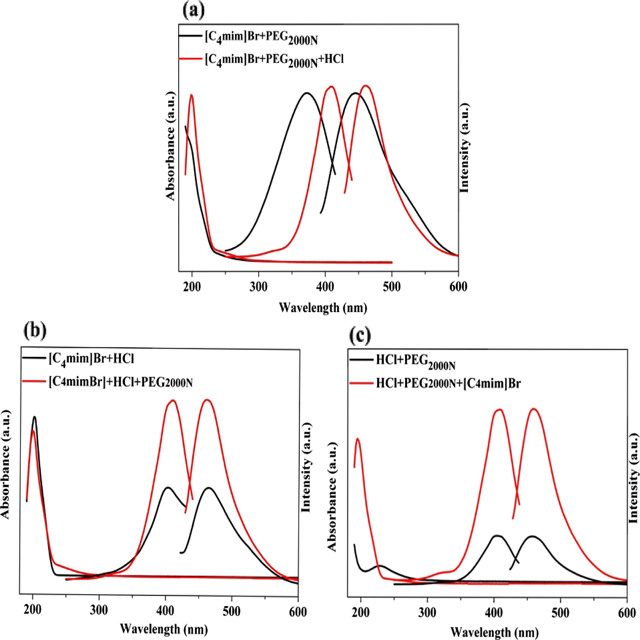 (a)
[C4mim]Br+PEG2000N
[C4mim]Br+PEG2000N+HCl
Absorbance (a.u.)
Intensity (a.u.)
200 300 400 500 600
Wavelength (nm)
(b)
[C4mim]Br+HCl
[C4mimBr]+HCl+PEG2000N
Absorbance (a.u.)
Intensity (a.u.)
200 300 400 500 600
Wavelength (nm)
(c)
HCl+PEG2000N
HCl+PEG2000N+[C4mim]Br
Absorbance (a.u.)
Intensity (a.u.)
200 300 400 500 600
Wavelength (nm)